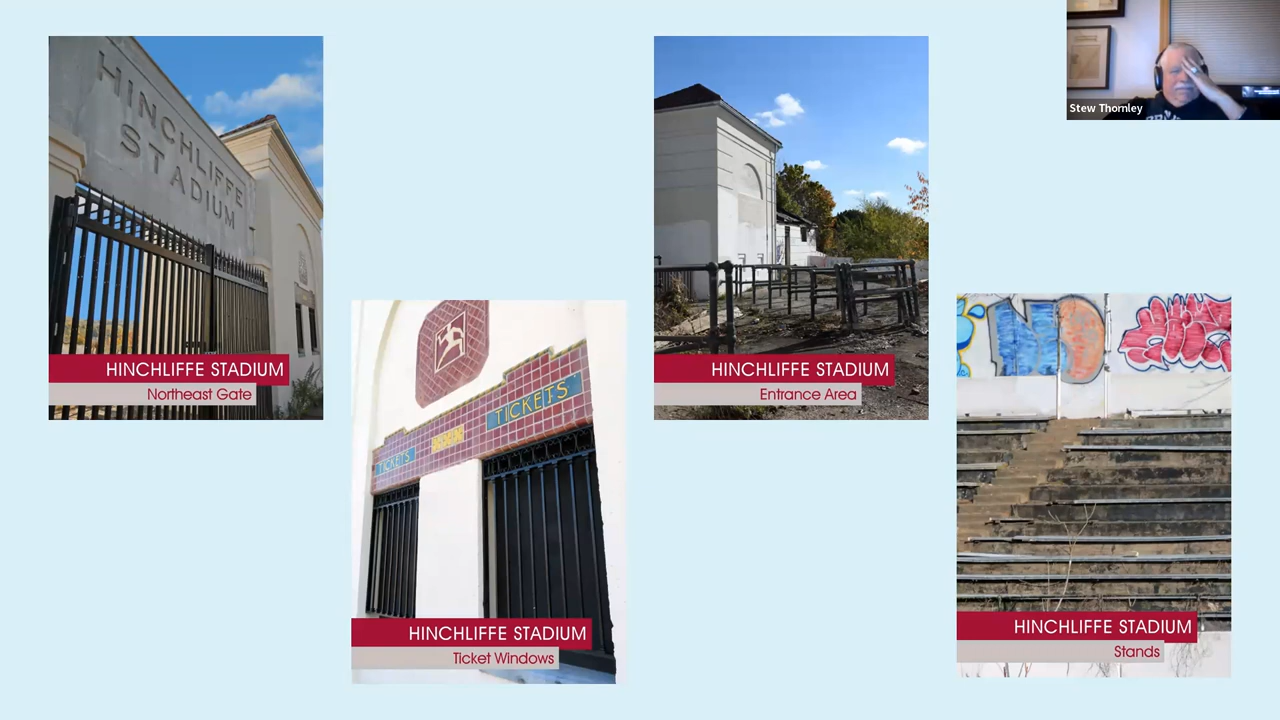 HINCHLIFFE
STADIUM
HINCHLIFFE STADIUM
Northeast Gate
TICKETS
TICKETS
HINCHLIFFE STADIUM
Ticket Windows
HINCHLIFFE STADIUM
Entrance Area
Stew Thornley
HINCHLIFFE STADIUM
Stands